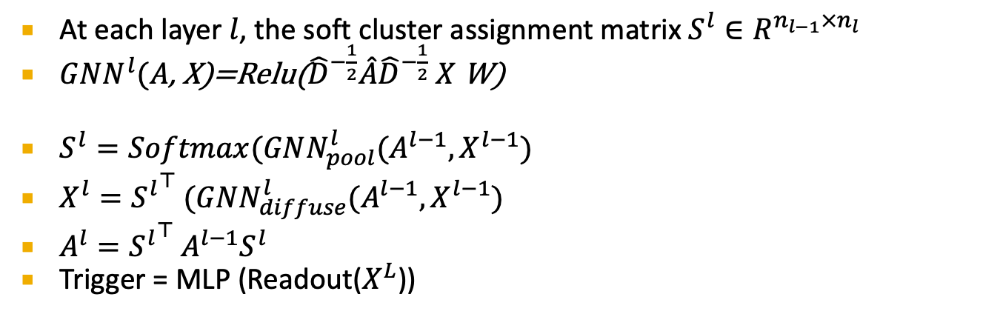 ▪ At each layer l, the soft cluster assignment matrix S^l ∈ R^{n_{l−1}×n_l}
▪ GNN^l(A, X)=Relu(D̂^{−1/2}ÂD̂^{−1/2} X W)
▪ S^l = Softmax(GNN^l_{pool}(A^{l−1},X^{l−1})
▪ X^l = S^{l⊤} (GNN^l_{diffuse}(A^{l−1},X^{l−1})
▪ A^l = S^{l⊤} A^{l−1}S^l
▪ Trigger = MLP (Readout(X^L))